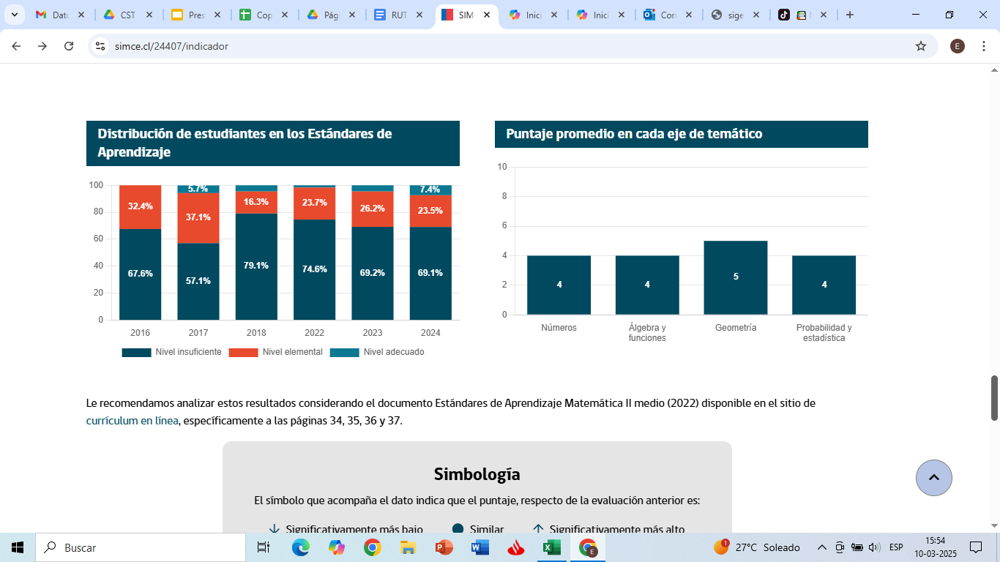 Dato
CST
Pres
Cop
Pági
RUT
SIM
Inici
Inici
Corr
sige
simce.cl/24407/indicador
E
Distribución de estudiantes en los Estándares de
Aprendizaje
100
80
60
40
20
0
32.4%
67.6%
5.7%
37.1%
57.1%
16.3%
79.1%
23.7%
74.6%
26.2%
69.2%
7.4%
23.5%
69.1%
2016 2017 2018 2022 2023 2024
Nivel insuficiente Nivel elemental Nivel adecuado
Puntaje promedio en cada eje de temático
10
8
6
4
2
0
4 4 5 4
Números
Álgebra y
funciones
Geometría
Probabilidad y
estadística
Le recomendamos analizar estos resultados considerando el documento Estándares de Aprendizaje Matemática II medio (2022) disponible en el sitio de
currículum en línea, específicamente a las páginas 34, 35, 36 y 37.
Simbología
El símbolo que acompaña el dato indica que el puntaje, respecto de la evaluación anterior es:
Significativamente más bajo Similar Significativamente más alto
Buscar
1
27°C Soleado
ESP
15:54
10-03-2025